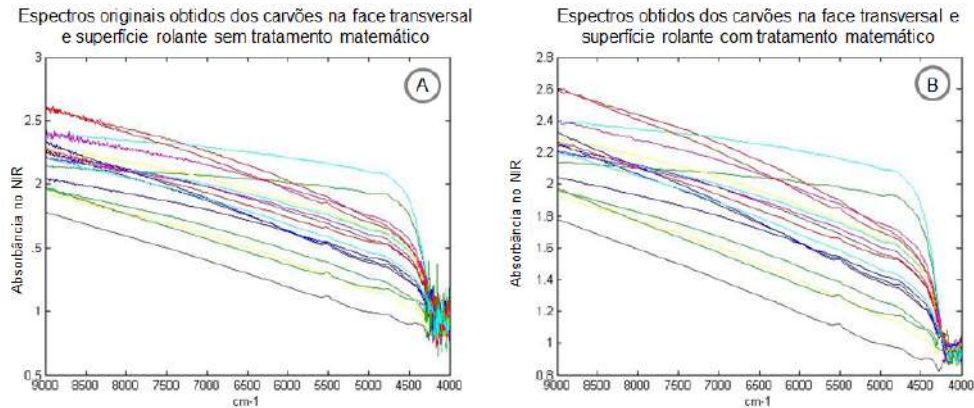 Espectros originais obtidos dos carvões na face transversal
e superfície rolante sem tratamento matemático
A
Absorbância no NIR
3
2.5
2
1.5
1
0.5
9000 8500 8000 7500 7000 6500 6000 5500 5000 4500 4000
cm-1
Espectros obtidos dos carvões na face transversal e
superfície rolante com tratamento matemático
B
Absorbância no NIR
2.8
2.6
2.4
2.2
2
1.8
1.6
1.4
1.2
1
0.8
9000 8500 8000 7500 7000 6500 6000 5500 5000 4500 4000
cm-1